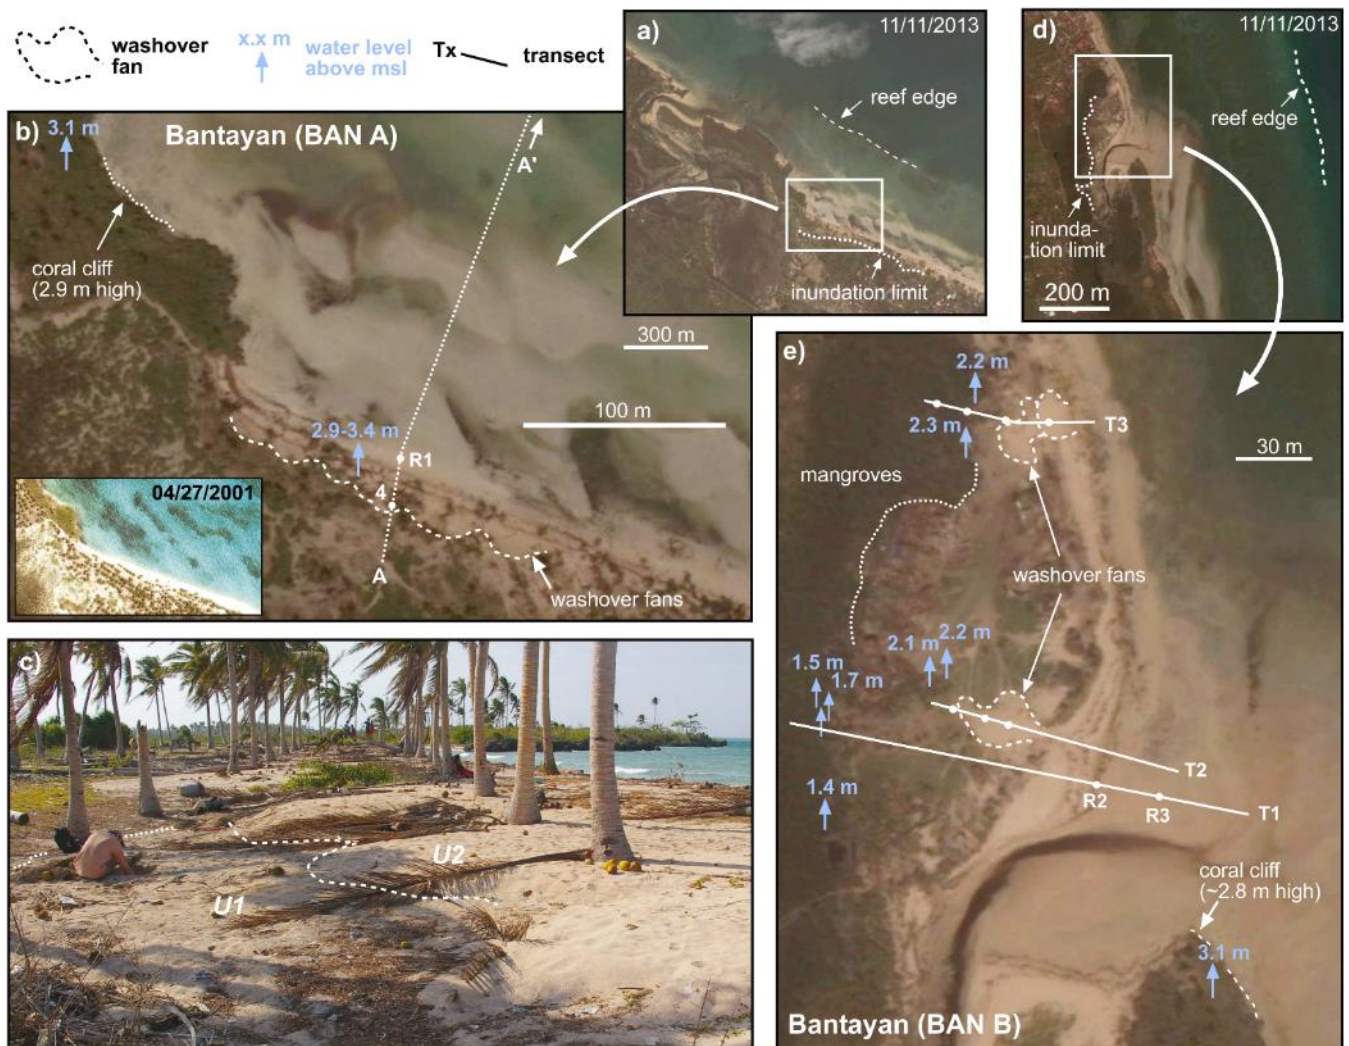 washover
fan
x.x m
water level
above msl
Tx
transect
a)
11/11/2013
reef edge
inundation limit
300 m
b)
3.1 m
Bantayan (BAN A)
A'
coral cliff
(2.9 m high)
100 m
2.9-3.4 m
R1
4
A
washover fans
04/27/2001
c)
U2
U1
d)
11/11/2013
reef edge
inunda-
tion limit
200 m
e)
2.2 m
2.3 m
T3
30 m
mangroves
washover fans
2.1 m
2.2 m
1.5 m
1.7 m
1.4 m
T2
R2
R3
T1
coral cliff
(~2.8 m high)
3.1 m
Bantayan (BAN B)